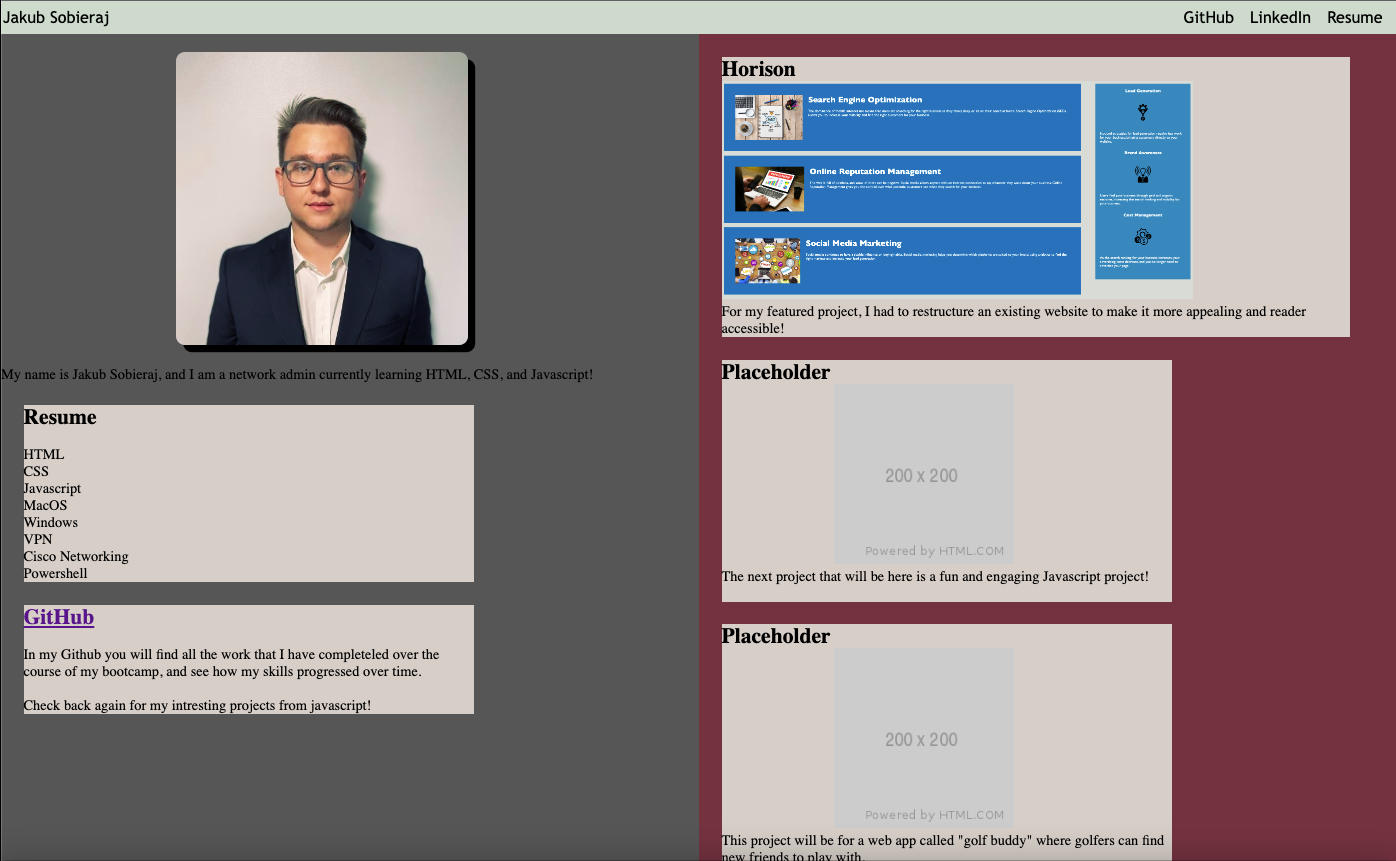 Jakub Sobieraj
GitHub LinkedIn Resume
My name is Jakub Sobieraj, and I am a network admin currently learning HTML, CSS, and Javascript!
Resume
HTML
CSS
Javascript
MacOS
Windows
VPN
Cisco Networking
Powershell
GitHub
In my Github you will find all the work that I have completeled over the
course of my bootcamp, and see how my skills progressed over time.
Check back again for my intresting projects from javascript!
Horison
Search Engine Optimization
Online Reputation Management
Social Media Marketing
Lead Generation
Brand Awareness
Cost Management
For my featured project, I had to restructure an existing website to make it more appealing and reader
accessible!
Placeholder
200 x 200
Powered by HTML.COM
The next project that will be here is a fun and engaging Javascript project!
Placeholder
200 x 200
Powered by HTML.COM
This project will be for a web app called "golf buddy" where golfers can find
new friends to play with.